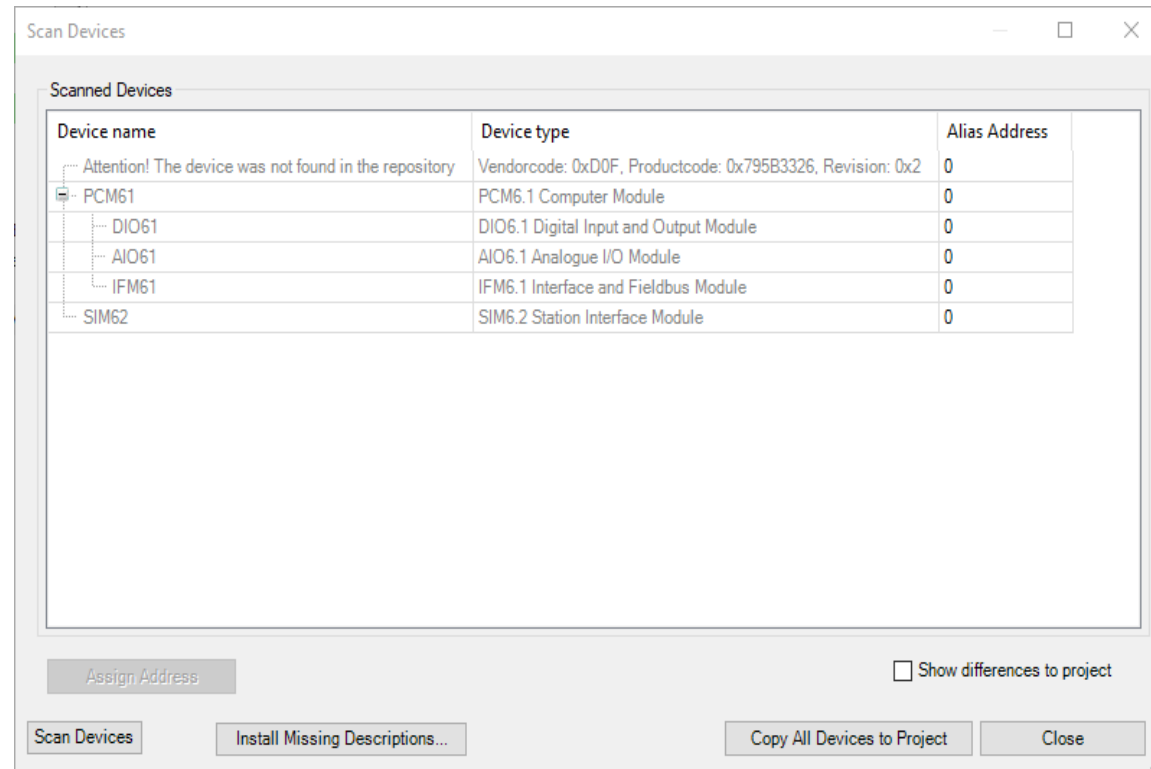 Scan Devices
Scanned Devices
Device name Device type Alias Address
Attention! The device was not found in the repository Vendorcode: 0xD0F, Productcode: 0x795B3326, Revision: 0x2 0
PCM61 PCM6.1 Computer Module 0
DIO61 DIO6.1 Digital Input and Output Module 0
AIO61 AIO6.1 Analogue I/O Module 0
IFM61 IFM6.1 Interface and Fieldbus Module 0
SIM62 SIM6.2 Station Interface Module 0
Assign Address Show differences to project
Scan Devices Install Missing Descriptions... Copy All Devices to Project Close